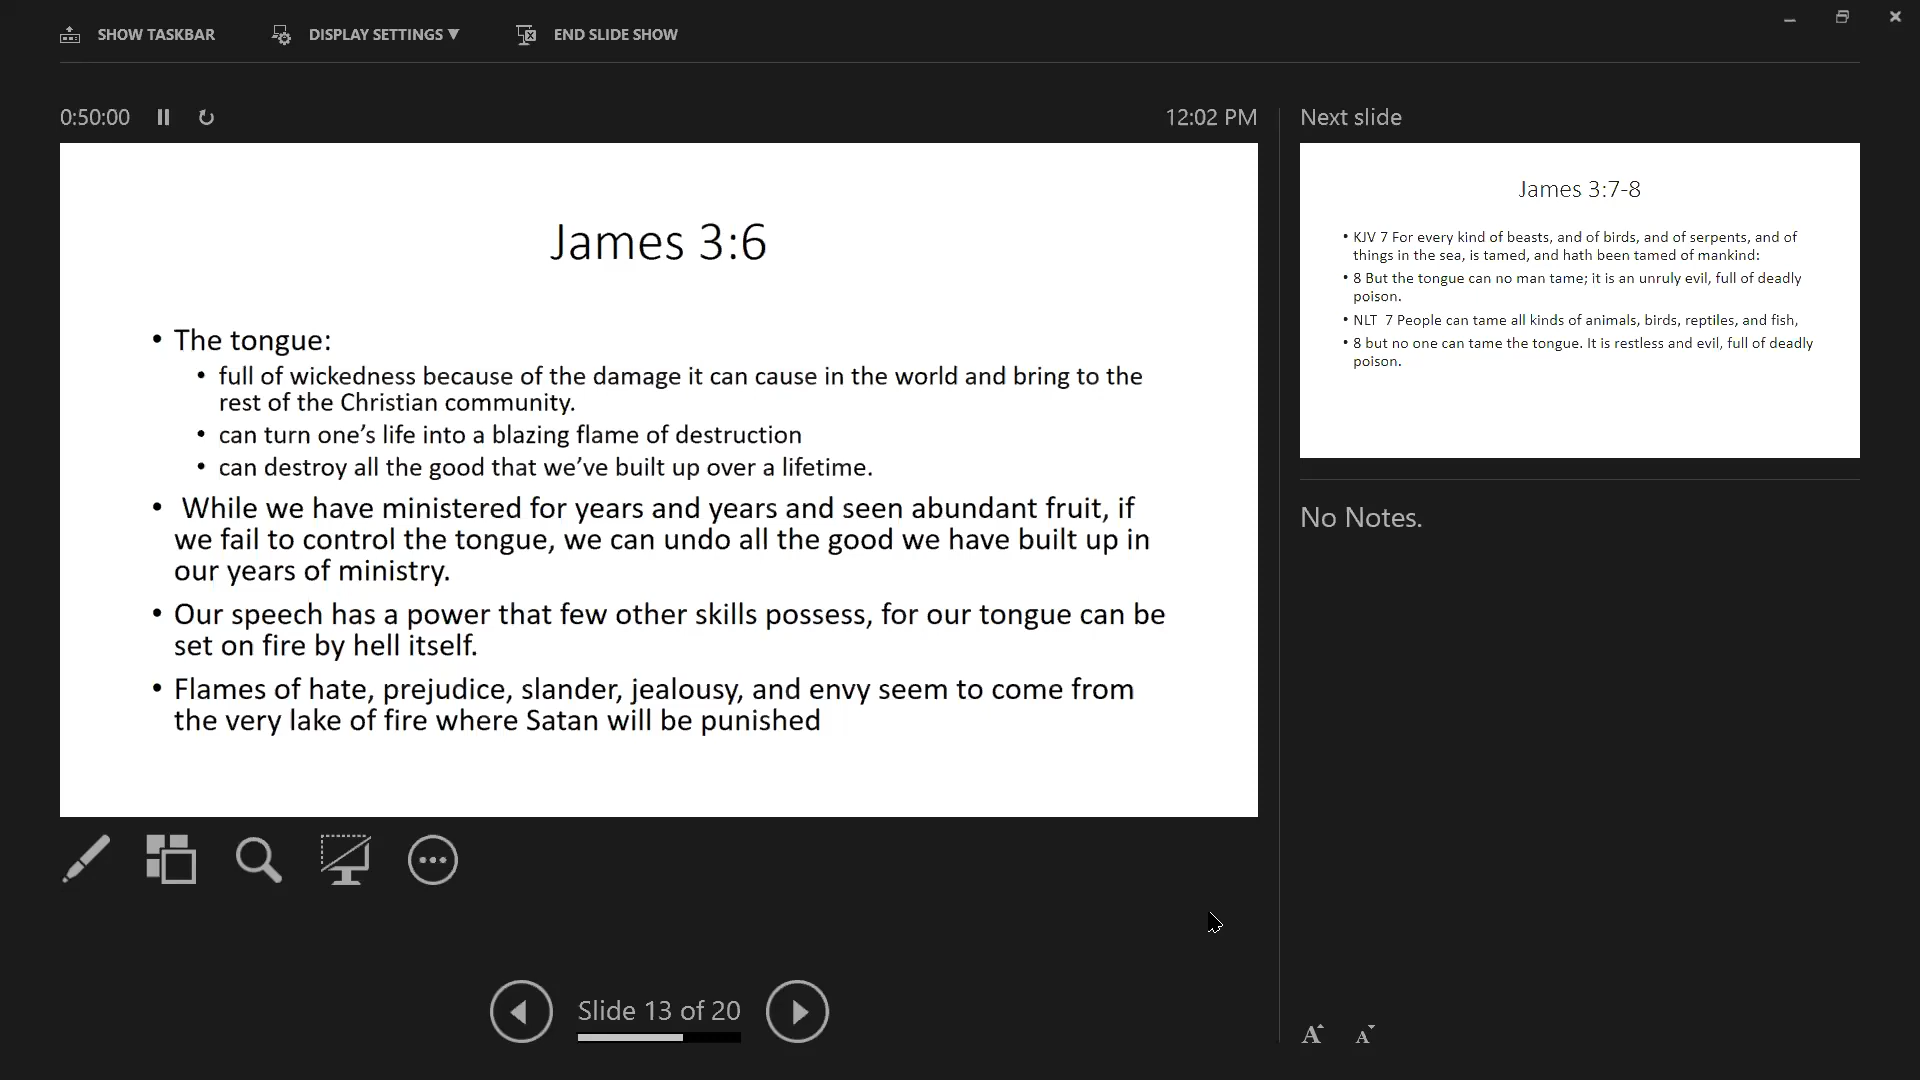 SHOW TASKBAR
DISPLAY SETTINGS ▼
END SLIDE SHOW
0:50:00
12:02 PM
James 3:6
• The tongue:
• full of wickedness because of the damage it can cause in the world and bring to the
rest of the Christian community.
• can turn one’s life into a blazing flame of destruction
• can destroy all the good that we’ve built up over a lifetime.
• While we have ministered for years and years and seen abundant fruit, if
we fail to control the tongue, we can undo all the good we have built up in
our years of ministry.
• Our speech has a power that few other skills possess, for our tongue can be
set on fire by hell itself.
• Flames of hate, prejudice, slander, jealousy, and envy seem to come from
the very lake of fire where Satan will be punished
Slide 13 of 20
Next slide
James 3:7-8
• KJV 7 For every kind of beasts, and of birds, and of serpents, and of
things in the sea, is tamed, and hath been tamed of mankind:
• 8 But the tongue can no man tame; it is an unruly evil, full of deadly
poison.
• NLT 7 People can tame all kinds of animals, birds, reptiles, and fish,
• 8 but no one can tame the tongue. It is restless and evil, full of deadly
poison.
No Notes.
A A